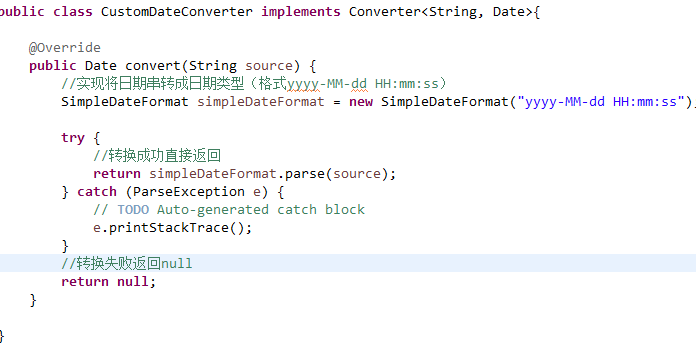 public class CustomDateConverter implements Converter<String, Date>{
@Override
public Date convert(String source) {
//实现将日期串转成日期类型（格式yyyy-MM-dd HH:mm:ss）
SimpleDateFormat simpleDateFormat = new SimpleDateFormat("yyyy-MM-dd HH:mm:ss");
try {
//转换成功直接返回
return simpleDateFormat.parse(source);
} catch (ParseException e) {
// TODO Auto-generated catch block
e.printStackTrace();
}
//转换失败返回null
return null;
}
}